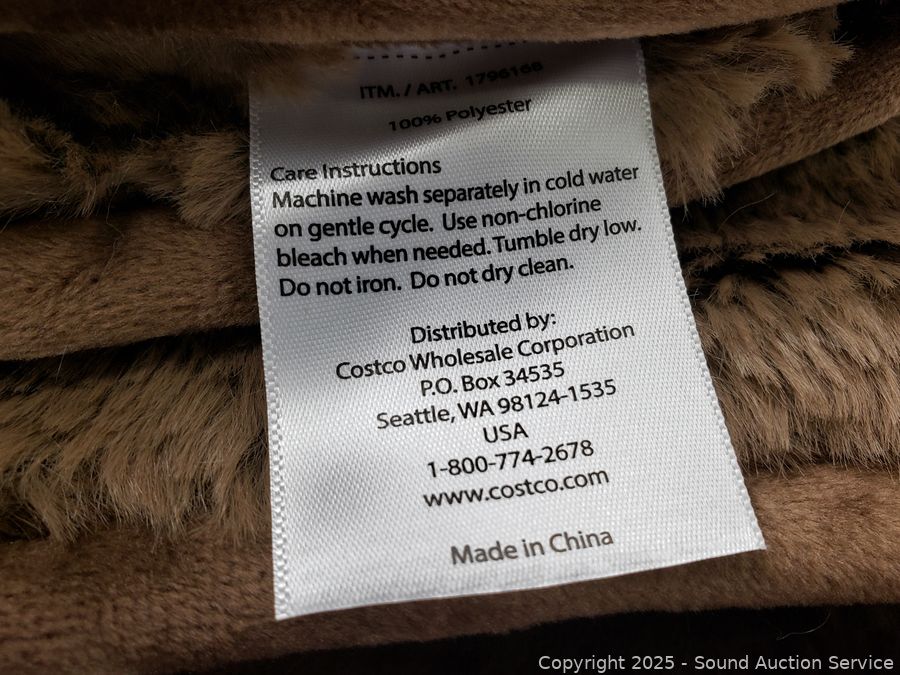 ITM. / ART. 1796168
100% Polyester
Care Instructions
Machine wash separately in cold water
on gentle cycle. Use non-chlorine
bleach when needed. Tumble dry low.
Do not iron. Do not dry clean.
Distributed by:
Costco Wholesale Corporation
P.O. Box 34535
Seattle, WA 98124-1535
USA
1-800-774-2678
www.costco.com
Made in China
Copyright 2025 - Sound Auction Service